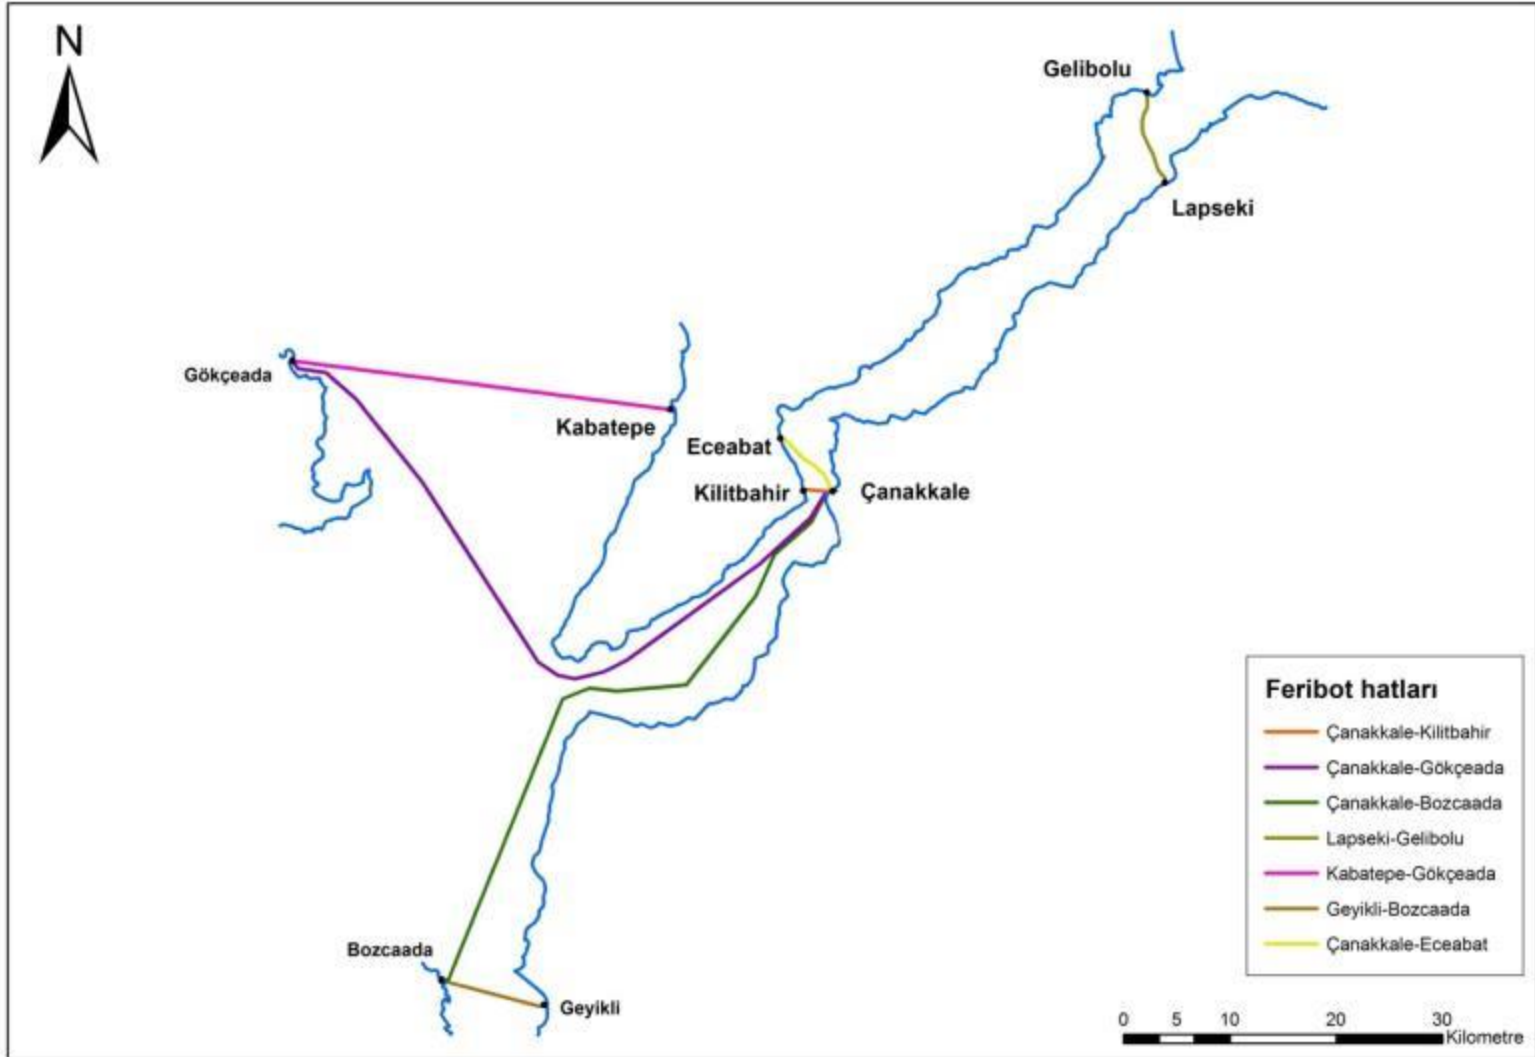 N
Gelibolu
Lapseki
Gökçeada
Kabatepe
Eceabat
Kilitbahir
Çanakkale
Bozcaada
Geyikli
Feribot hatları
Çanakkale-Kilitbahir
Çanakkale-Gökçeada
Çanakkale-Bozcaada
Lapseki-Gelibolu
Kabatepe-Gökçeada
Geyikli-Bozcaada
Çanakkale-Eceabat
0 5 10 20 30
Kilometre